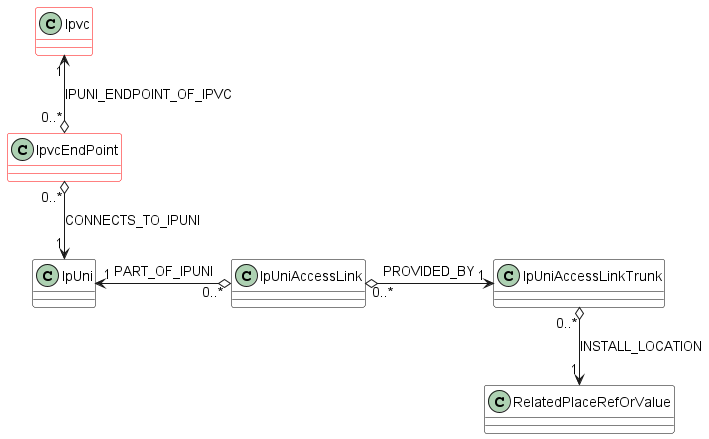 C Ipvc
1
IPUNI_ENDPOINT_OF_IPVC
0..*
C IpvcEndPoint
0..*
CONNECTS_TO_IPUNI
1
C IpUni
1 PART_OF_IPUNI 0..*
C IpUniAccessLink
0..* PROVIDED_BY 1
C IpUniAccessLinkTrunk
0..*
INSTALL_LOCATION
1
C RelatedPlaceRefOrValue